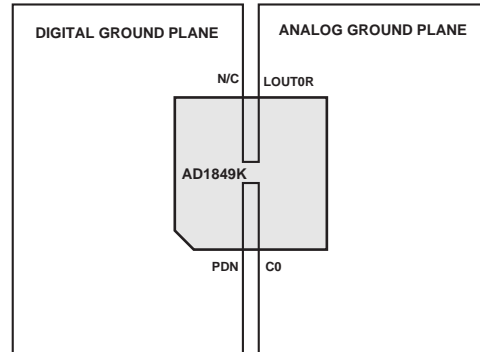 DIGITAL GROUND PLANE
ANALOG GROUND PLANE
N/C
LOUT0R
AD1849K
PDN
C0